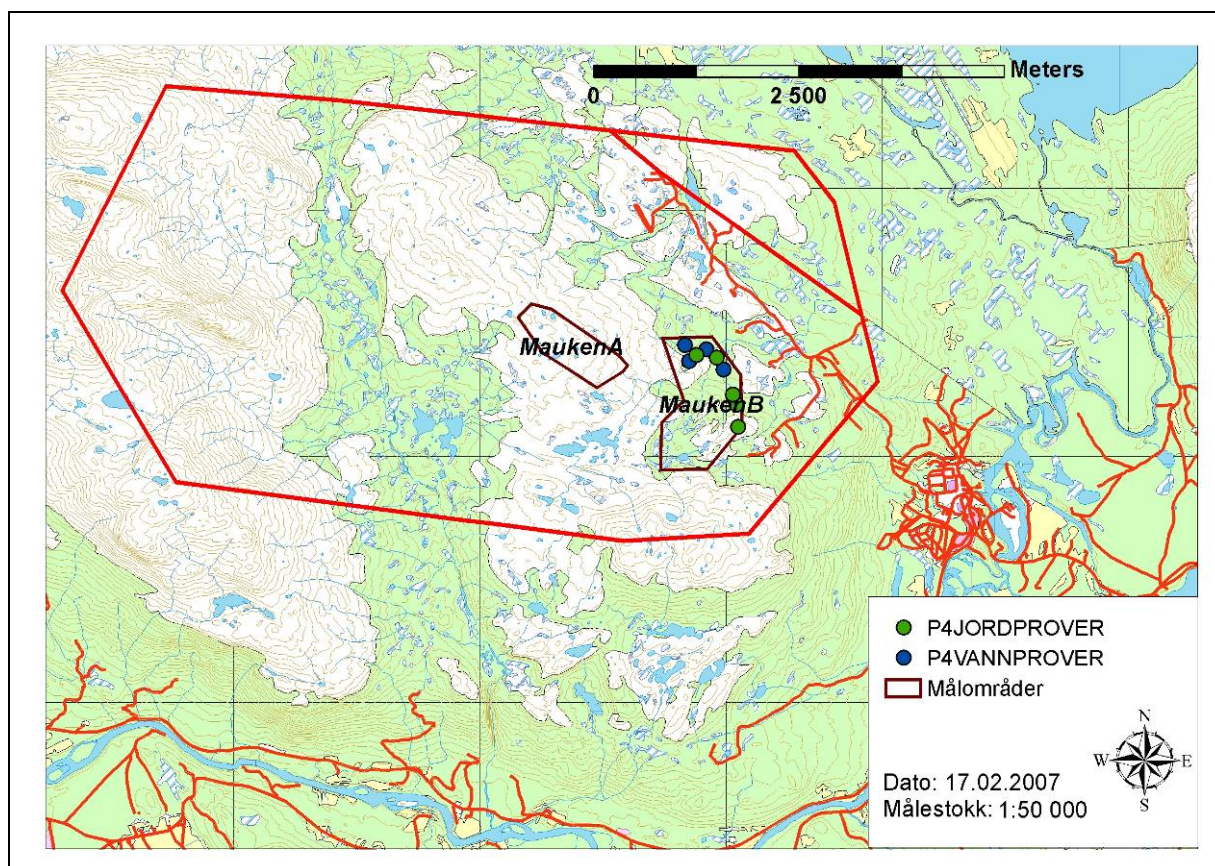 Meters
0 2 500
MaukenA
MaukenB
P4JORDPROVER
P4VANNPROVER
Målområder
N
W E
S
Dato: 17.02.2007
Målestokk: 1:50 000